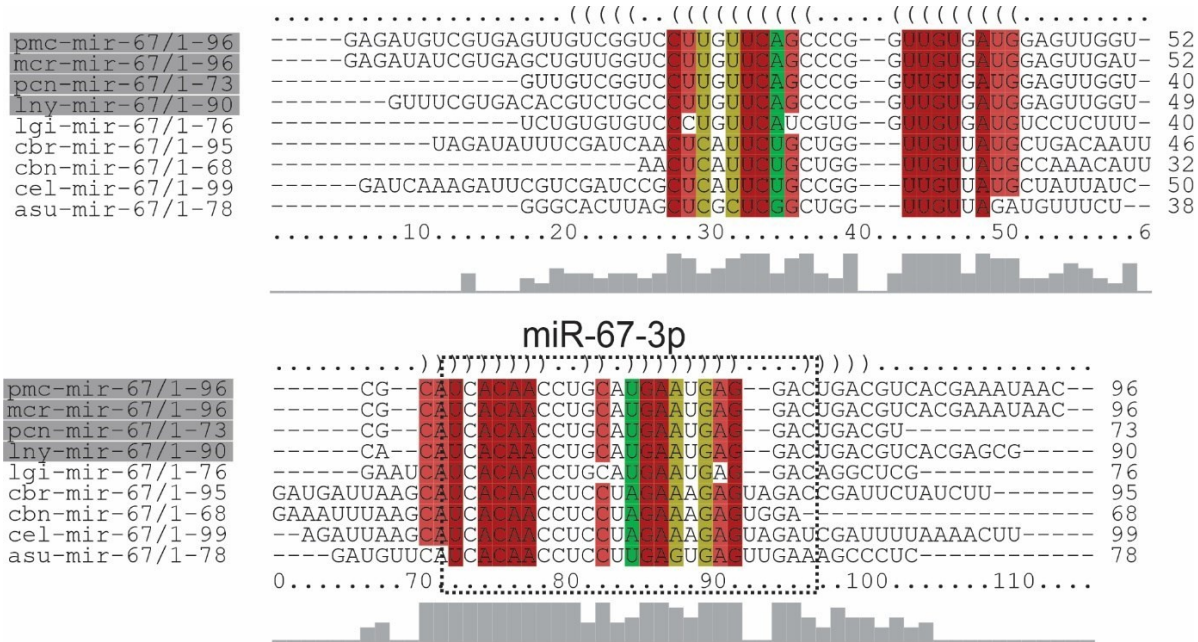 ....................(((((..((((((((((.....(((((((((.........
pmc-mir-67/1-96 -----GAGAUGUCGUGAGUUGUCGGUCCUUGUUCAGCCCG--GUUGUGAUGGAGUUGGU- 52
mcr-mir-67/1-96 -----GAGAUAUCGUGAGCUGUUGGUCCUUGUUCAGCCCG--GUUGUGAUGGAGUUGAU- 52
pcn-mir-67/1-73 -----------------GUUGUCGGUCCUUGUUCAGCCCG--GUUGUGAUGGAGUUGGU- 40
lny-mir-67/1-90 --------GUUUCGUGACACGUCUGCCCUUGUUCAGCCCG--GUUGUGAUGGAGUUGGU- 49
lgi-mir-67/1-76 -----------------UCUGUGUGUCCCUGUUCAUCGUG--GUUGUGAUGUCCUCUUU- 40
cbr-mir-67/1-95 -----------UAGAUAUUUCGAUCAACUCAUUCUGCUGG---UUGUUAUGCUGACAAUU 46
cbn-mir-67/1-68 -------------------------AACUCAUUCUGCUGG---UUGUUAUGCCAAACAUU 32
cel-mir-67/1-99 ------GAUCAAAGAUUCGUCGAUCCGCUCAUUCUGCCGG---UUGUUAUGCUAUUAUC- 50
asu-mir-67/1-78 -----------------GGGCACUUAGCUCGCUCGGCUGG---UUGUUAGAUGUUUCU-- 38
.........10........20........30........40........50........6
miR-67-3p
..........)))))))))..)).))))))))....)))))...............
pmc-mir-67/1-96 ------CG--CAUCACAACCUGCAUGAAUGAG--GACUGACGUCACGAAAUAAC-- 96
mcr-mir-67/1-96 ------CG--CAUCACAACCUGCAUGAAUGAG--GACUGACGUCACGAAAUAAC-- 96
pcn-mir-67/1-73 ------CG--CAUCACAACCUGCAUGAAUGAG--GACUGACGU------------- 73
lny-mir-67/1-90 ------CA--CAUCACAACCUGCAUGAAUGAG--GACUGACGUCACGAGCG----- 90
lgi-mir-67/1-76 ------GAAUCAUCACAACCUGCAUGAAUGAG--GACAGGCUCG------------ 76
cbr-mir-67/1-95 GAUGAUUAAGCAUCACAACCUCCUAGAAAGAGUAGACCGAUUCUAUCUU------- 95
cbn-mir-67/1-68 GAAAUUUAAGCAUCACAACCUCCUAGAAAGAGUGGA-------------------- 68
cel-mir-67/1-99 --AGAUUAAGCAUCACAACCUCCUAGAAAGAGUAGAUCGAUUUUAAAACUU----- 99
asu-mir-67/1-78 ----GAUGUUCAUCACAACCUCCUUGAGUGAGUUGAAAGCCCUC------------ 78
0........70........80........90........100.......110......